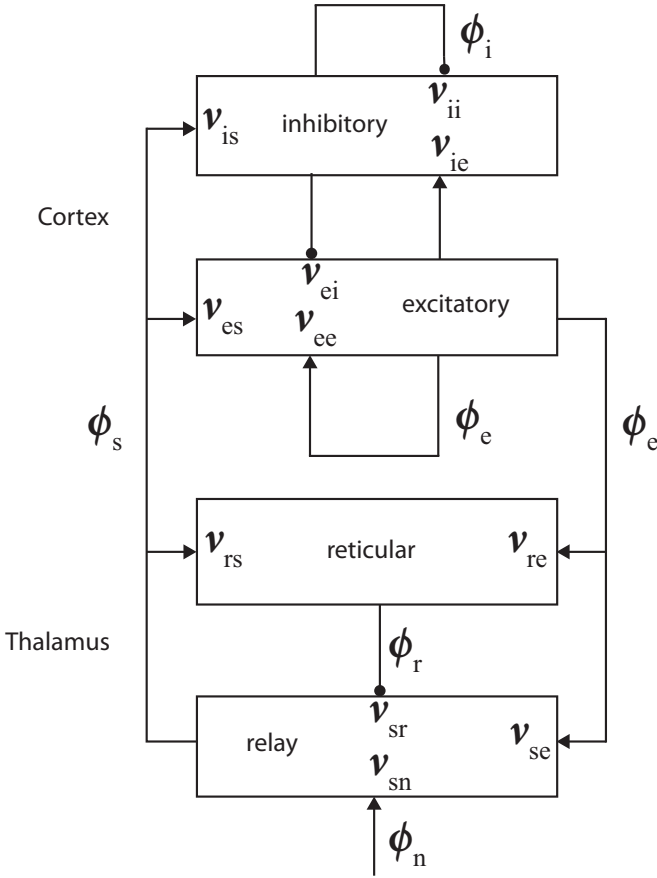 ϕi
νii
νis
inhibitory
νie
Cortex
νei
νes
excitatory
νee
ϕs
ϕe
ϕe
νrs
reticular
νre
Thalamus
ϕr
νsr
relay
νse
νsn
ϕn